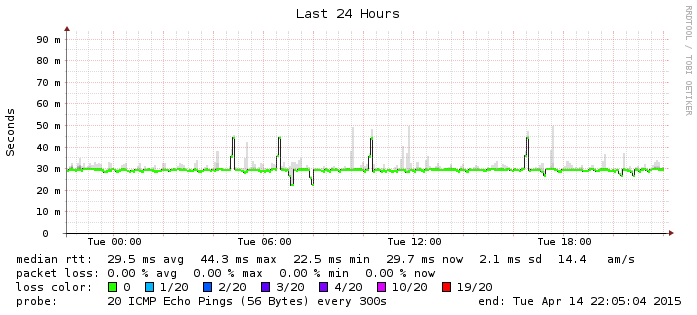 Last 24 Hours
RRDTOOL / TOBI OETIKER
Seconds
90 m
80 m
70 m
60 m
50 m
40 m
30 m
20 m
10 m
0
Tue 00:00 Tue 06:00 Tue 12:00 Tue 18:00
median rtt: 29.5 ms avg 44.3 ms max 22.5 ms min 29.7 ms now 2.1 ms sd 14.4 am/s
packet loss: 0.00 % avg 0.00 % max 0.00 % min 0.00 % now
loss color: 0 1/20 2/20 3/20 4/20 10/20 19/20
probe: 20 ICMP Echo Pings (56 Bytes) every 300s end: Tue Apr 14 22:05:04 2015